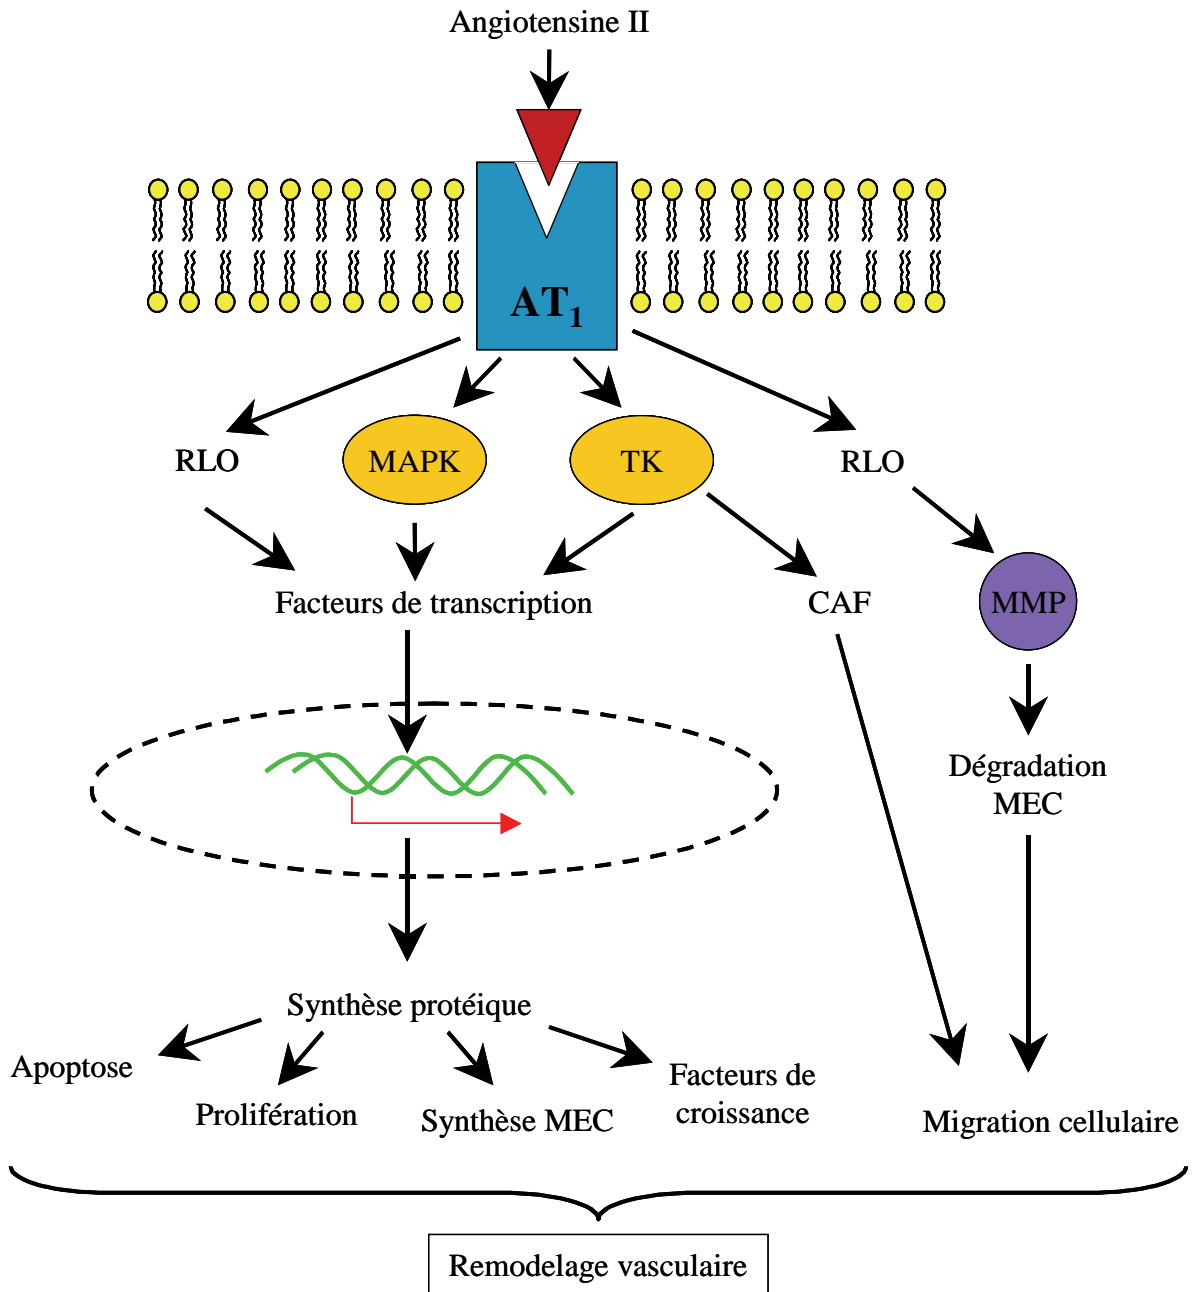 Angiotensine II
AT1
RLO
MAPK
TK
RLO
Facteurs de transcription
CAF
MMP
Dégradation
MEC
Synthèse protéique
Apoptose
Prolifération
Synthèse MEC
Facteurs de
croissance
Migration cellulaire
Remodelage vasculaire